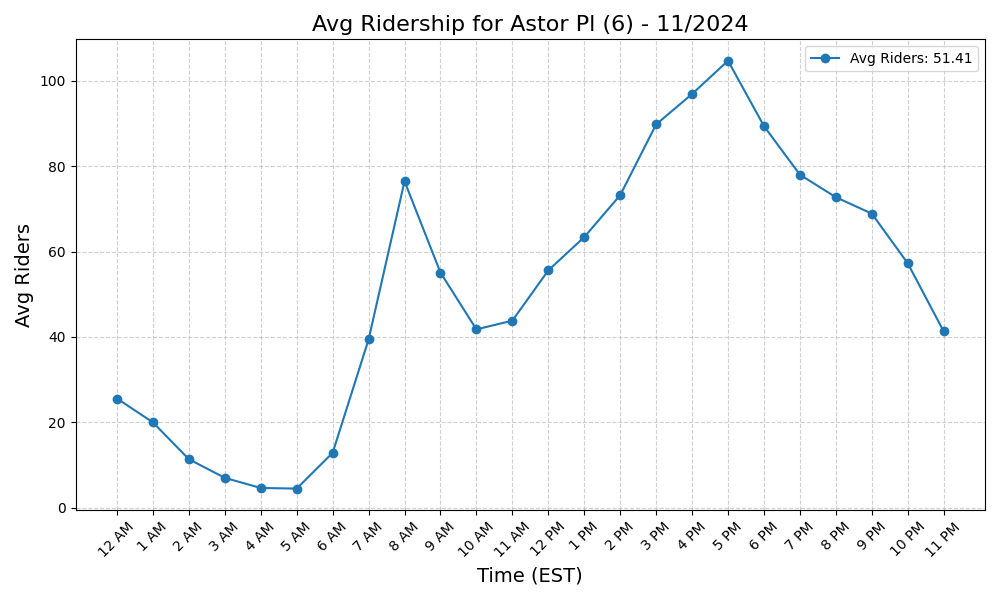 Avg Ridership for Astor Pl (6) - 11/2024
Avg Riders: 51.41
Avg Riders
100
80
60
40
20
0
12 AM
1 AM
2 AM
3 AM
4 AM
5 AM
6 AM
7 AM
8 AM
9 AM
10 AM
11 AM
12 PM
1 PM
2 PM
3 PM
4 PM
5 PM
6 PM
7 PM
8 PM
9 PM
10 PM
11 PM
Time (EST)